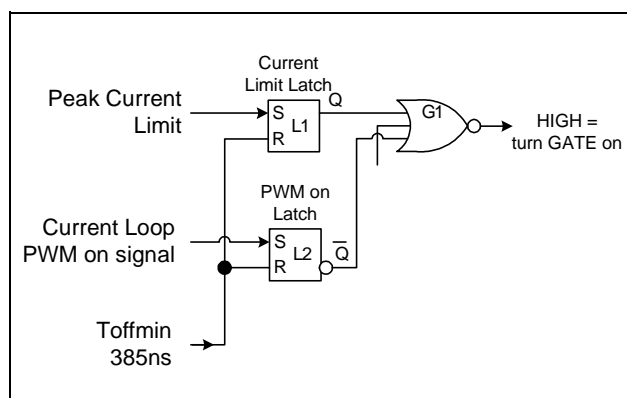 Current
Limit Latch
Peak Current
Limit
S
R
L1
Q
G1
HIGH =
turn GATE on
PWM on
Latch
Current Loop
PWM on signal
S
R
L2
Q
Toffmin
385ns